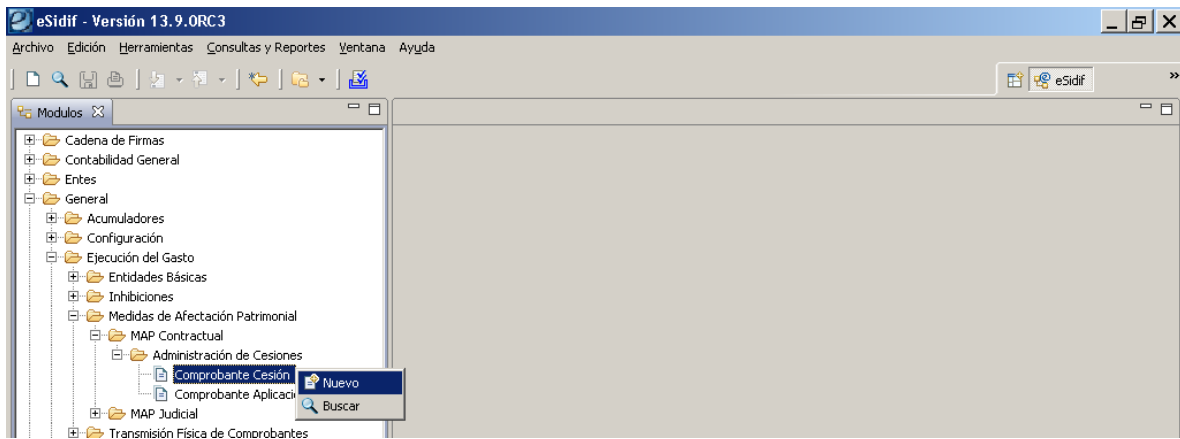 eSidif - Versión 13.9.0RC3
Archivo Edición Herramientas Consultas y Reportes Ventana Ayuda
eSidif
»
Modulos
Cadena de Firmas
Contabilidad General
Entes
General
Acumuladores
Configuración
Ejecución del Gasto
Entidades Básicas
Inhibiciones
Medidas de Afectación Patrimonial
MAP Contractual
Administración de Cesiones
Comprobante Cesión
Nuevo
Comprobante Aplicaci
Buscar
MAP Judicial
Transmisión Física de Comprobantes